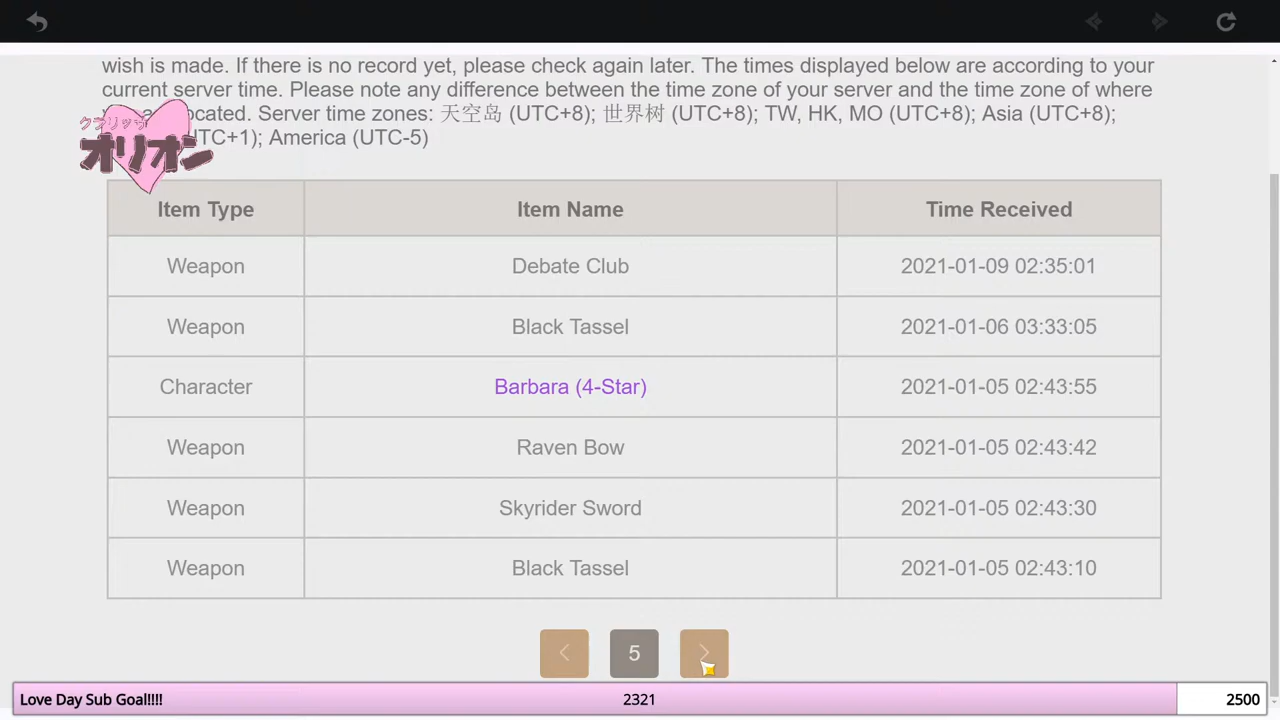 wish is made. If there is no record yet, please check again later. The times displayed below are according to your
current server time. Please note any difference between the time zone of your server and the time zone of where
located. Server time zones: 天空岛 (UTC+8); 世界树 (UTC+8); TW, HK, MO (UTC+8); Asia (UTC+8);
UTC+1); America (UTC-5)
クラリッサ
オリオン
Item Type Item Name Time Received
Weapon Debate Club 2021-01-09 02:35:01
Weapon Black Tassel 2021-01-06 03:33:05
Character Barbara (4-Star) 2021-01-05 02:43:55
Weapon Raven Bow 2021-01-05 02:43:42
Weapon Skyrider Sword 2021-01-05 02:43:30
Weapon Black Tassel 2021-01-05 02:43:10
5
Love Day Sub Goal!!!! 2321 2500